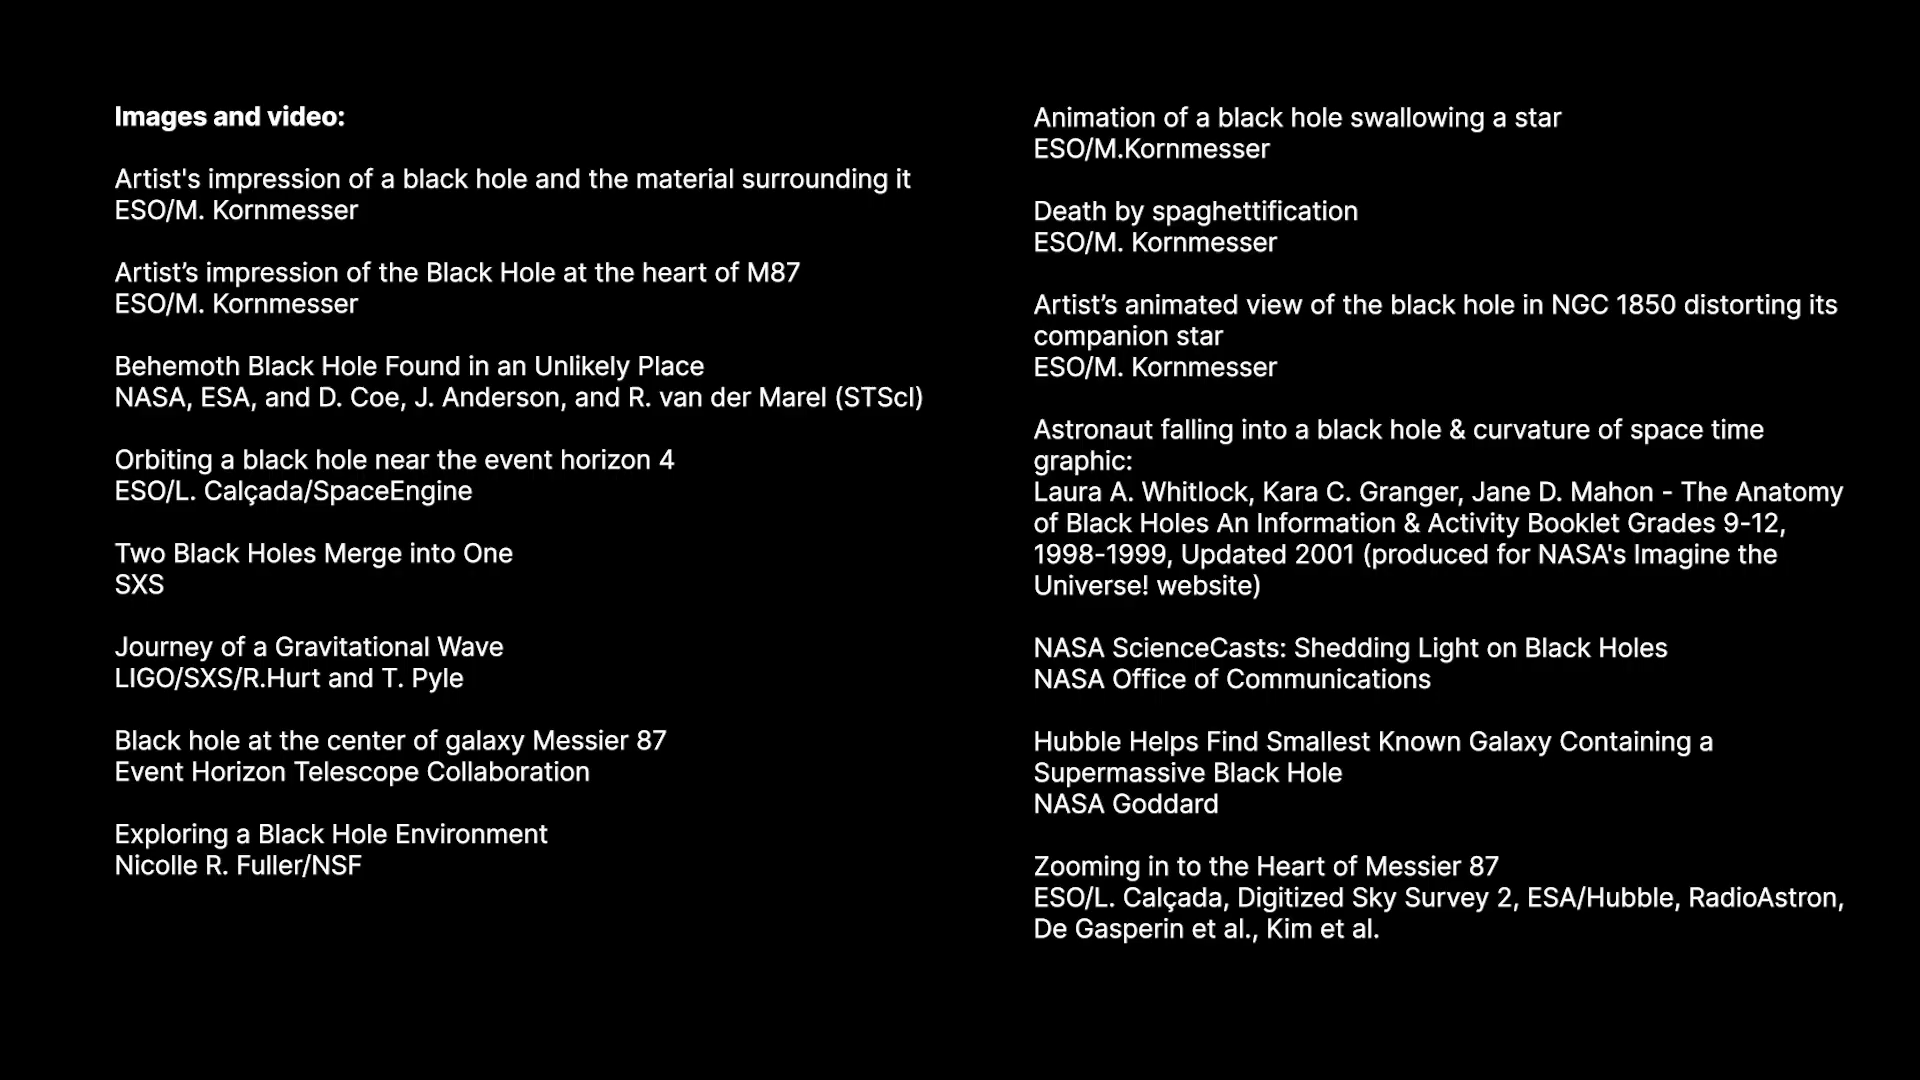 Images and video:
Artist's impression of a black hole and the material surrounding it
ESO/M. Kornmesser
Artist’s impression of the Black Hole at the heart of M87
ESO/M. Kornmesser
Behemoth Black Hole Found in an Unlikely Place
NASA, ESA, and D. Coe, J. Anderson, and R. van der Marel (STScI)
Orbiting a black hole near the event horizon 4
ESO/L. Calçada/SpaceEngine
Two Black Holes Merge into One
SXS
Journey of a Gravitational Wave
LIGO/SXS/R.Hurt and T. Pyle
Black hole at the center of galaxy Messier 87
Event Horizon Telescope Collaboration
Exploring a Black Hole Environment
Nicolle R. Fuller/NSF
Animation of a black hole swallowing a star
ESO/M.Kornmesser
Death by spaghettification
ESO/M. Kornmesser
Artist’s animated view of the black hole in NGC 1850 distorting its
companion star
ESO/M. Kornmesser
Astronaut falling into a black hole & curvature of space time
graphic:
Laura A. Whitlock, Kara C. Granger, Jane D. Mahon - The Anatomy
of Black Holes An Information & Activity Booklet Grades 9-12,
1998-1999, Updated 2001 (produced for NASA's Imagine the
Universe! website)
NASA ScienceCasts: Shedding Light on Black Holes
NASA Office of Communications
Hubble Helps Find Smallest Known Galaxy Containing a
Supermassive Black Hole
NASA Goddard
Zooming in to the Heart of Messier 87
ESO/L. Calçada, Digitized Sky Survey 2, ESA/Hubble, RadioAstron,
De Gasperin et al., Kim et al.